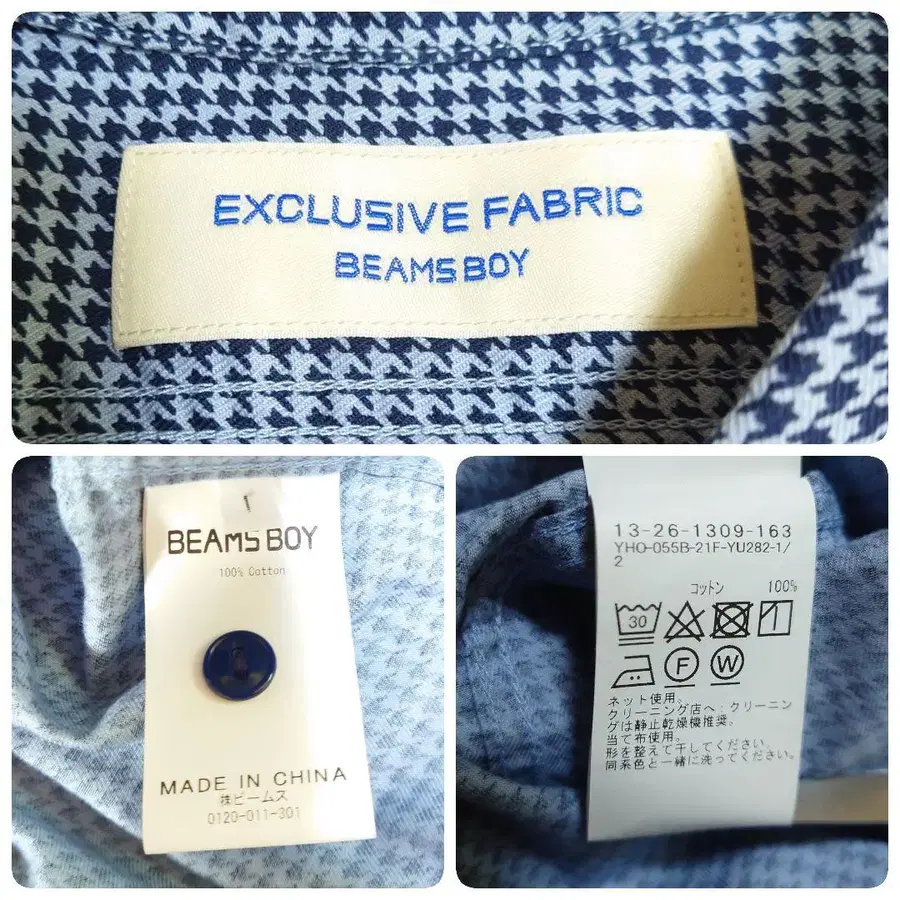 EXCLUSIVE FABRIC
BEAMS BOY
BEAMS BOY
100% Cotton
MADE IN CHINA
㈱ビームス
0120-011-301
13-26-1309-163
YHO-055B-21F-YU282-1/
2
コットン 100%
30
F W
ネット使用。
クリーニング店へ:クリーニン
グは静止乾燥機推奨。
当て布使用。
形を整えて干してください。
同系色と一緒に洗ってください。